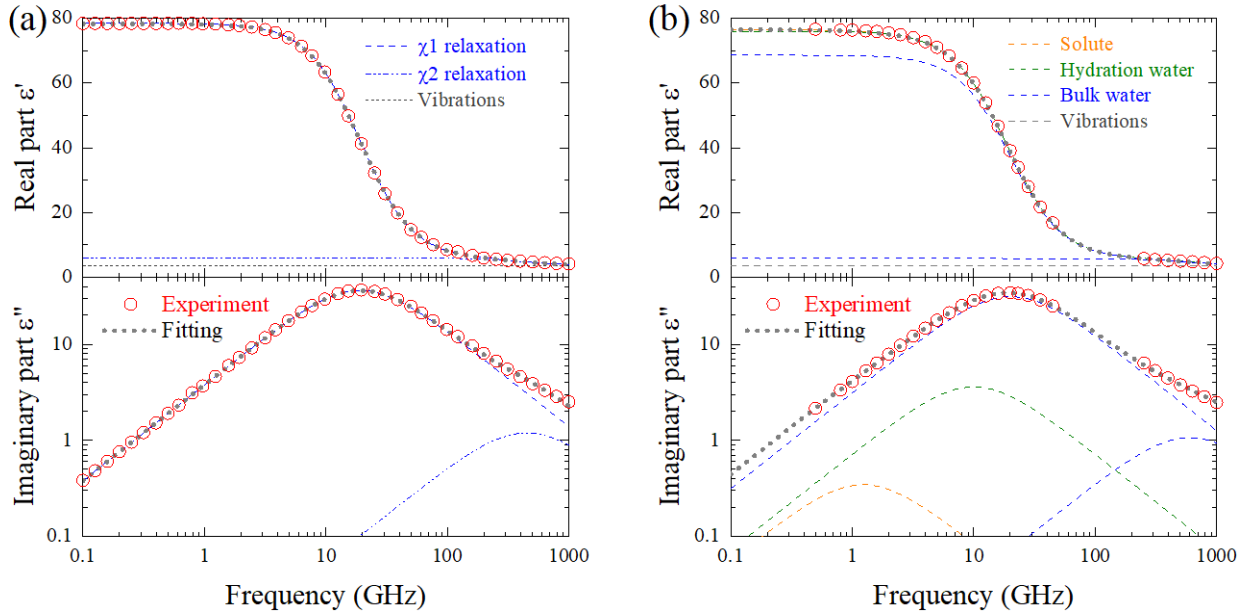 (a)
80
60
40
20
0
Real part ε'
χ1 relaxation
χ2 relaxation
Vibrations
10
1
0.1
Imaginary part ε"
Experiment
Fitting
0.1 1 10 100 1000
Frequency (GHz)
(b)
80
60
40
20
0
Real part ε'
Solute
Hydration water
Bulk water
Vibrations
10
1
0.1
Imaginary part ε"
Experiment
Fitting
0.1 1 10 100 1000
Frequency (GHz)